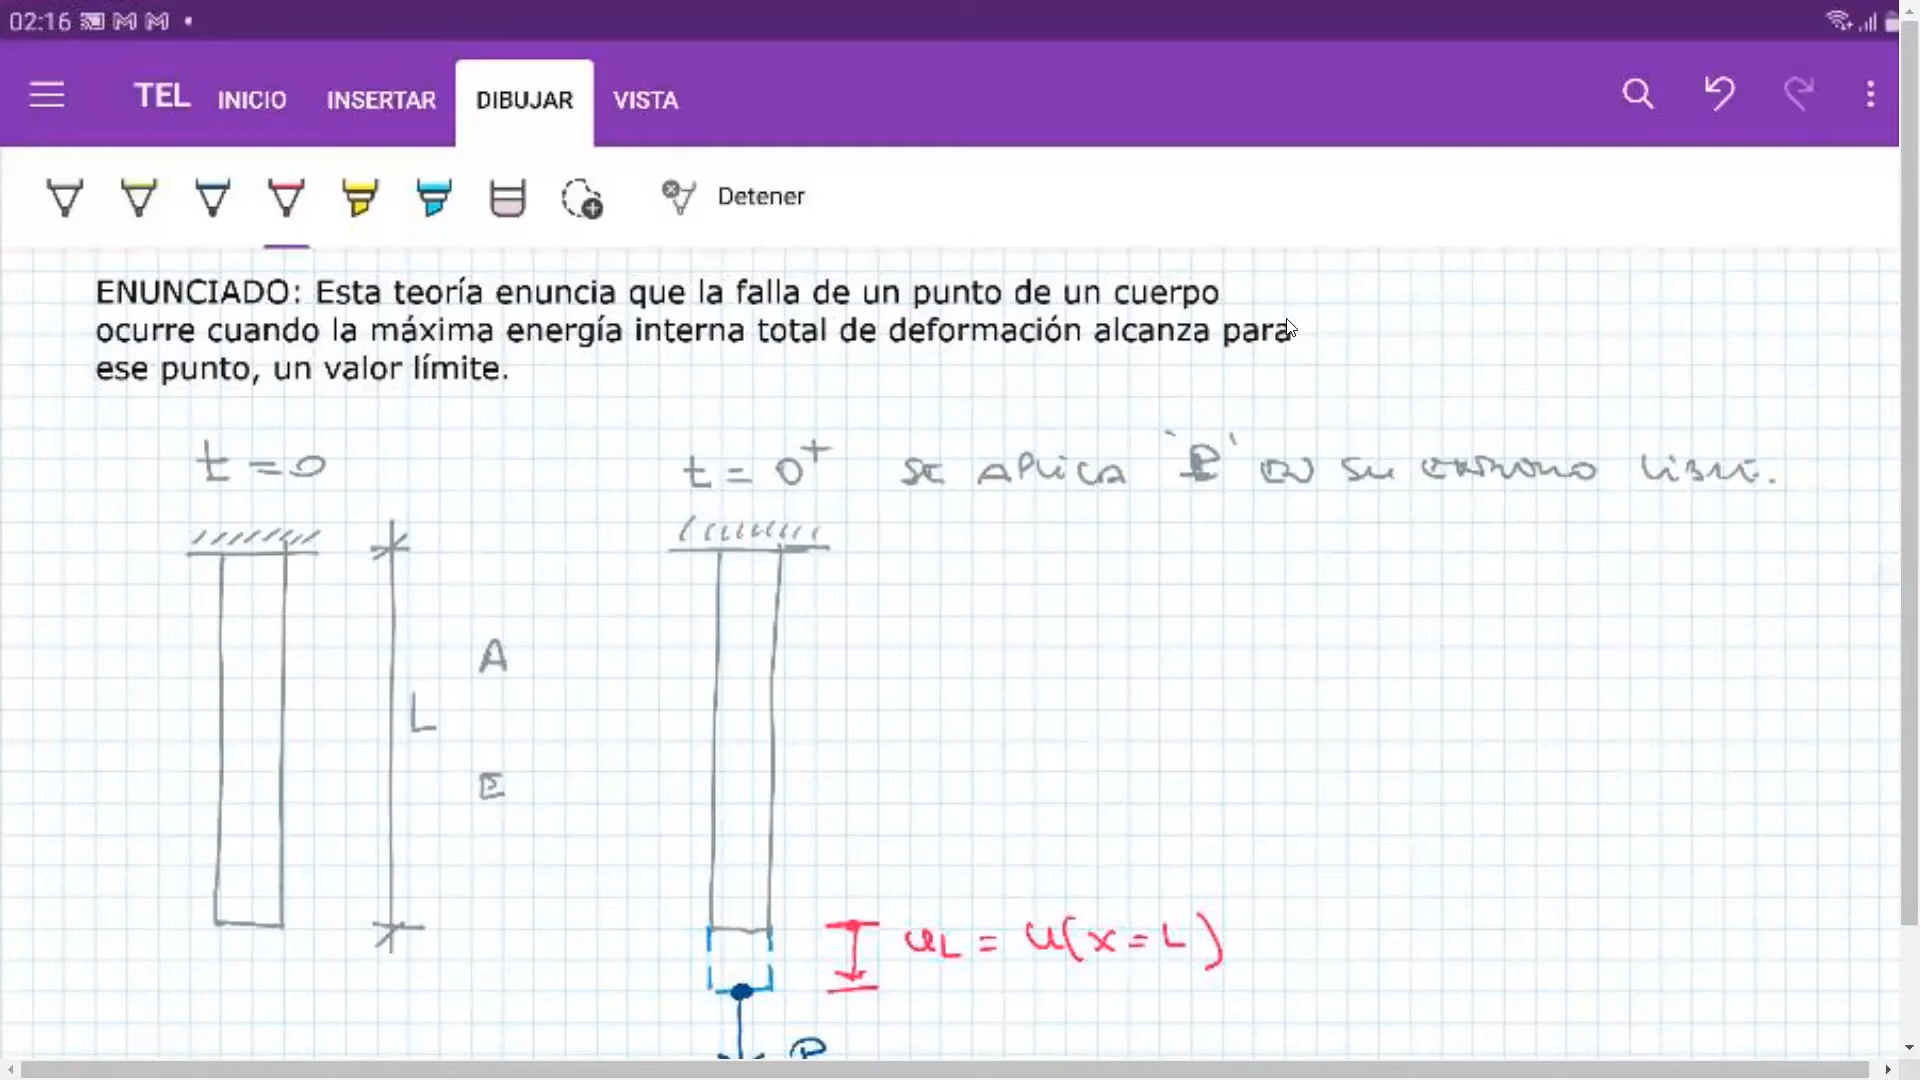 02:16
TEL INICIO INSERTAR DIBUJAR VISTA
Detener
ENUNCIADO: Esta teoría enuncia que la falla de un punto de un cuerpo
ocurre cuando la máxima energía interna total de deformación alcanza para
ese punto, un valor límite.
t = 0
t = 0⁺ se aplica 'P' en su extremo libre.
A
L
E
uL = u(x = L)
P